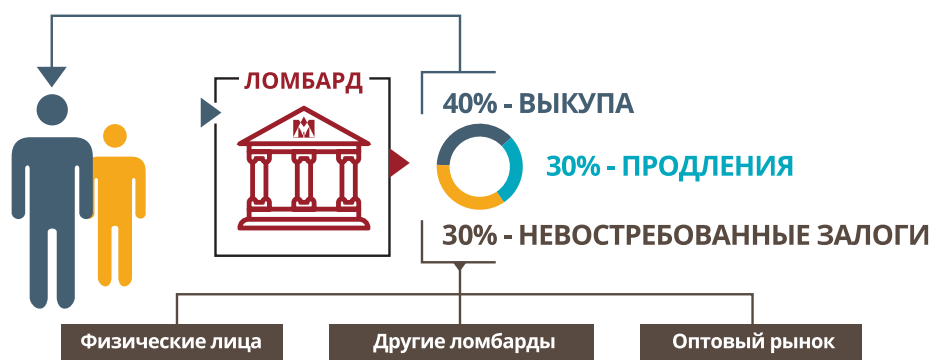 ЛОМБАРД
40% - ВЫКУПА
30% - ПРОДЛЕНИЯ
30% - НЕВОСТРЕБОВАННЫЕ ЗАЛОГИ
Физические лица
Другие ломбарды
Оптовый рынок